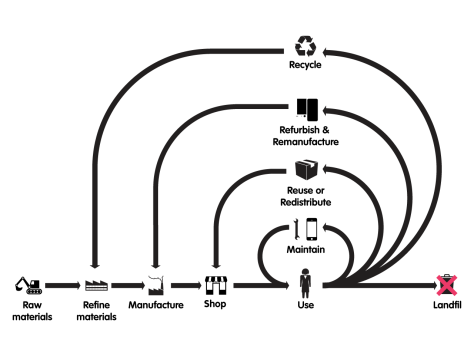 Recycle
Refurbish &
Remanufacture
Reuse or
Redistribute
Maintain
Raw
materials
Refine
materials
Manufacture
Shop
Use
Landfil